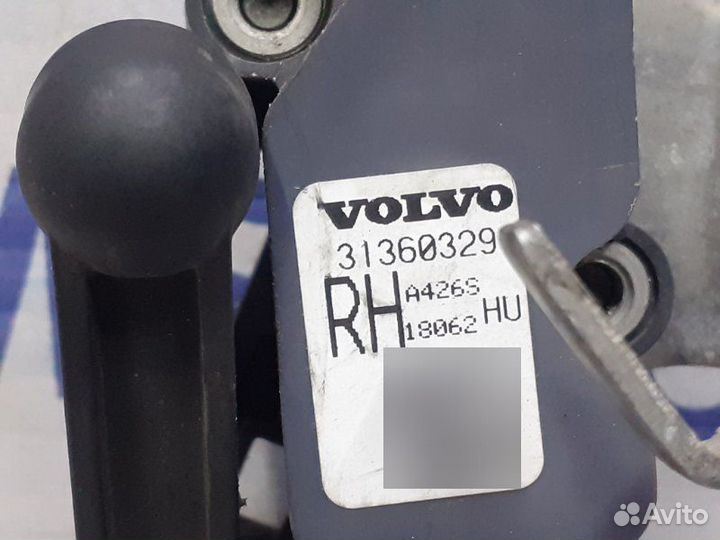 VOLVO
31360329
RH A426S
18062 HU
Avito